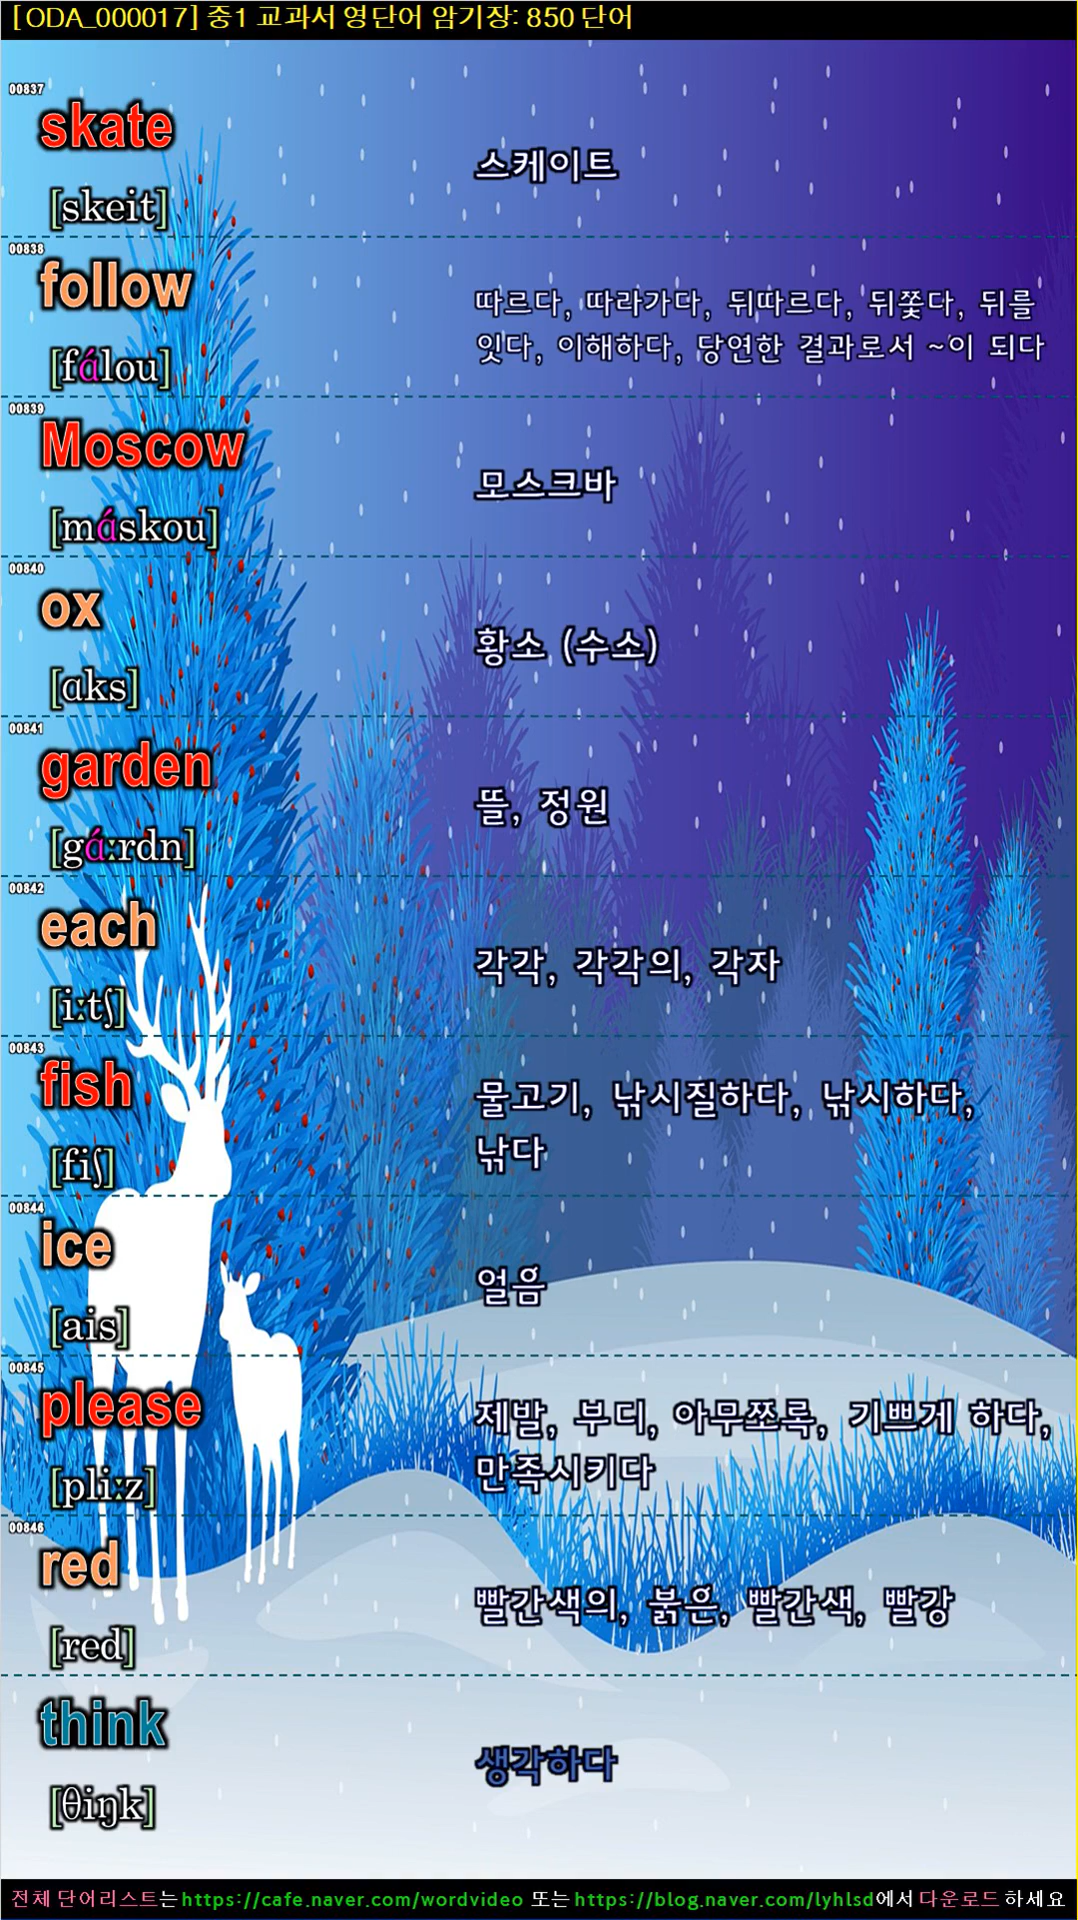 [ODA_000017] 중1 교과서 영단어 암기장: 850 단어
00837
skate
스케이트
[skeit]
00838
follow
따르다, 따라가다, 뒤따르다, 뒤쫓다, 뒤를
잇다, 이해하다, 당연한 결과로서 ~이 되다
[fálou]
00839
Moscow
모스크바
[máskou]
00840
ox
황소 (수소)
[ɑks]
00841
garden
뜰, 정원
[gá:rdn]
00842
each
각각, 각각의, 각자
[i:tʃ]
00843
fish
물고기, 낚시질하다, 낚시하다,
낚다
[fiʃ]
00844
ice
얼음
[ais]
00845
please
제발, 부디, 아무쪼록, 기쁘게 하다,
만족시키다
[pli:z]
00846
red
빨간색의, 붉은, 빨간색, 빨강
[red]
think
생각하다
[θiŋk]
전체 단어리스트는 https://cafe.naver.com/wordvideo 또는 https://blog.naver.com/lyhlsd에서 다운로드 하세요